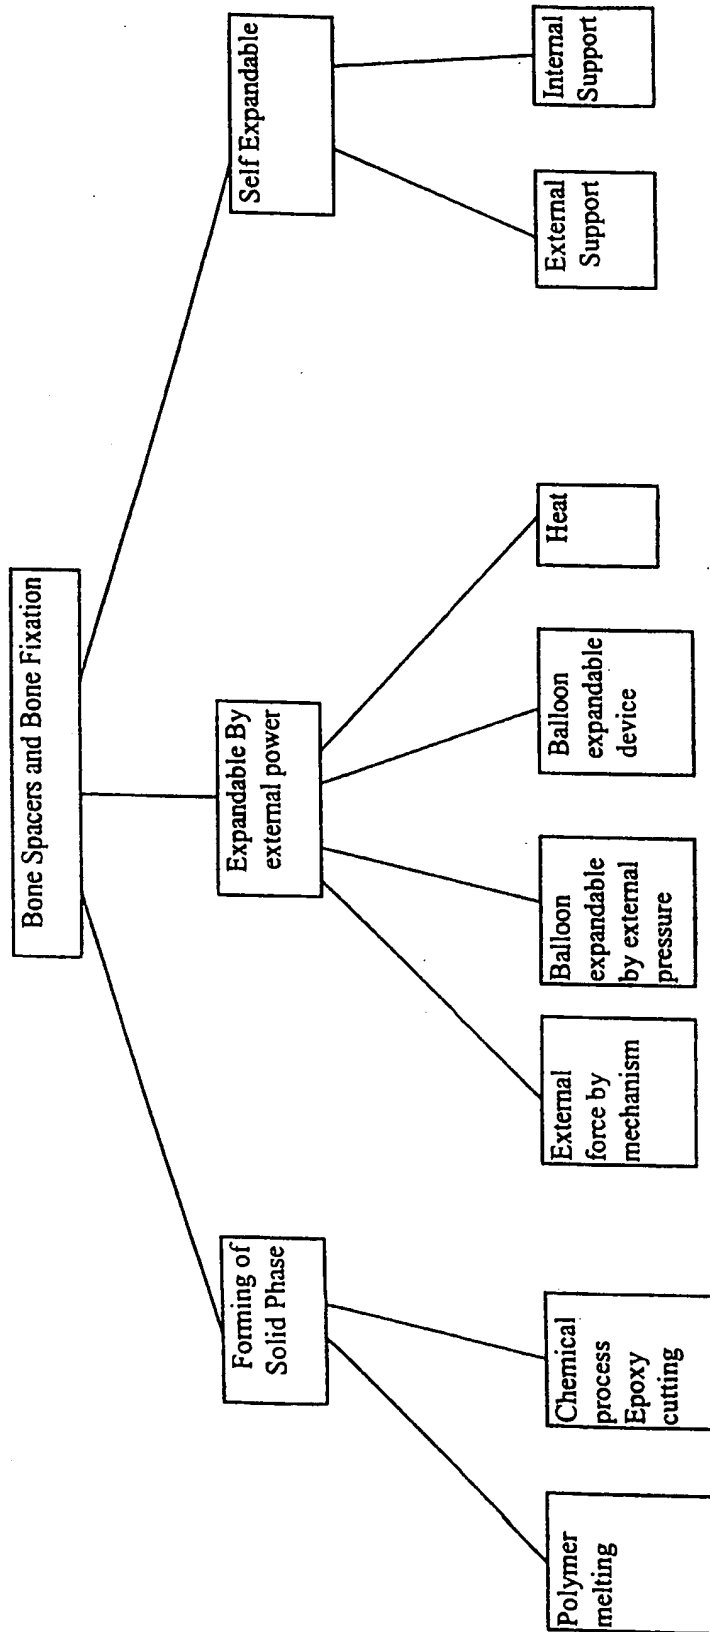 Bone Spacers and Bone Fixation
Forming of
Solid Phase
Expandable By
external power
Self Expandable
Polymer
melting
Chemical
process
Epoxy
cutting
External
force by
mechanism
Balloon
expandable
by external
pressure
Balloon
expandable
device
Heat
External
Support
Internal
Support